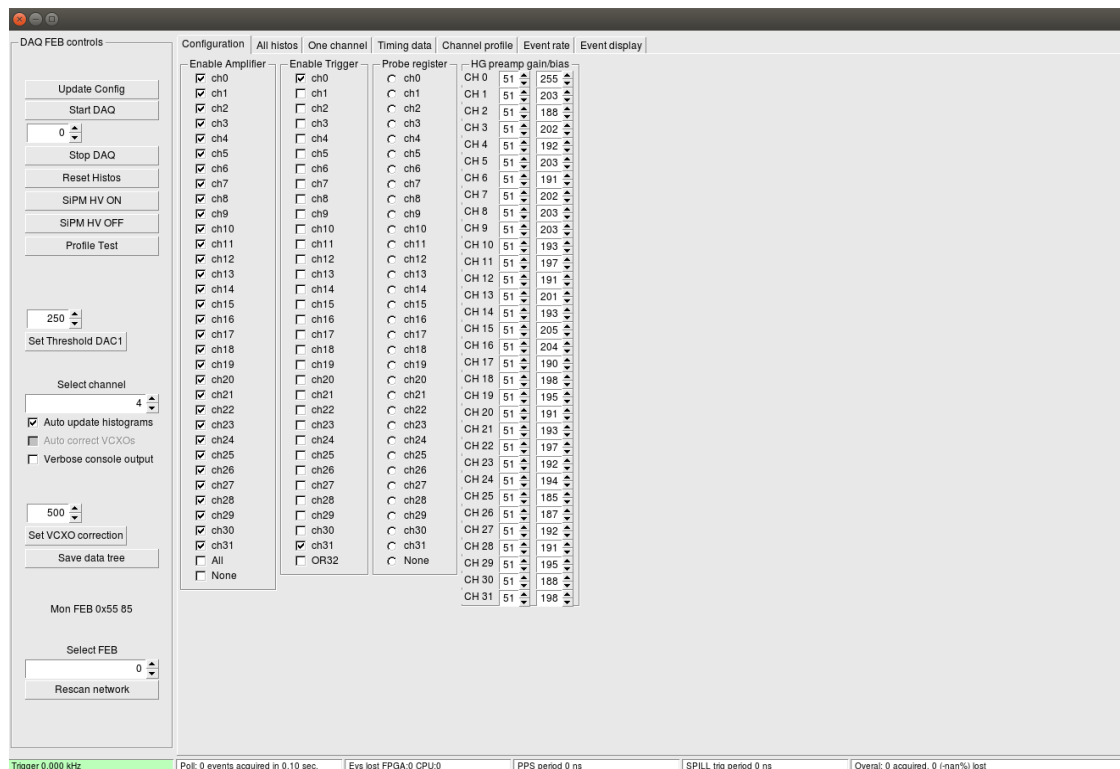 DAQ FEB controls
Update Config
Start DAQ
0
Stop DAQ
Reset Histos
SiPM HV ON
SiPM HV OFF
Profile Test
250
Set Threshold DAC1
Select channel
4
Auto update histograms
Auto correct VCXOs
Verbose console output
500
Set VCXO correction
Save data tree
Mon FEB 0x55 85
Select FEB
0
Rescan network
Configuration All histos One channel Timing data Channel profile Event rate Event display
Enable Amplifier
ch0
ch1
ch2
ch3
ch4
ch5
ch6
ch7
ch8
ch9
ch10
ch11
ch12
ch13
ch14
ch15
ch16
ch17
ch18
ch19
ch20
ch21
ch22
ch23
ch24
ch25
ch26
ch27
ch28
ch29
ch30
ch31
All
None
Enable Trigger
ch0
ch1
ch2
ch3
ch4
ch5
ch6
ch7
ch8
ch9
ch10
ch11
ch12
ch13
ch14
ch15
ch16
ch17
ch18
ch19
ch20
ch21
ch22
ch23
ch24
ch25
ch26
ch27
ch28
ch29
ch30
ch31
OR32
Probe register
ch0
ch1
ch2
ch3
ch4
ch5
ch6
ch7
ch8
ch9
ch10
ch11
ch12
ch13
ch14
ch15
ch16
ch17
ch18
ch19
ch20
ch21
ch22
ch23
ch24
ch25
ch26
ch27
ch28
ch29
ch30
ch31
None
HG preamp gain/bias
CH 0 51 255
CH 1 51 203
CH 2 51 188
CH 3 51 202
CH 4 51 192
CH 5 51 203
CH 6 51 191
CH 7 51 202
CH 8 51 203
CH 9 51 203
CH 10 51 193
CH 11 51 197
CH 12 51 191
CH 13 51 201
CH 14 51 193
CH 15 51 205
CH 16 51 204
CH 17 51 190
CH 18 51 198
CH 19 51 195
CH 20 51 191
CH 21 51 193
CH 22 51 197
CH 23 51 192
CH 24 51 194
CH 25 51 185
CH 26 51 187
CH 27 51 192
CH 28 51 191
CH 29 51 195
CH 30 51 188
CH 31 51 198
Trigger 0.000 kHz Poll: 0 events acquired in 0.10 sec. Evs lost FPGA:0 CPU:0 PPS period 0 ns SPILL trig period 0 ns Overal: 0 acquired, 0 (-nan%) lost